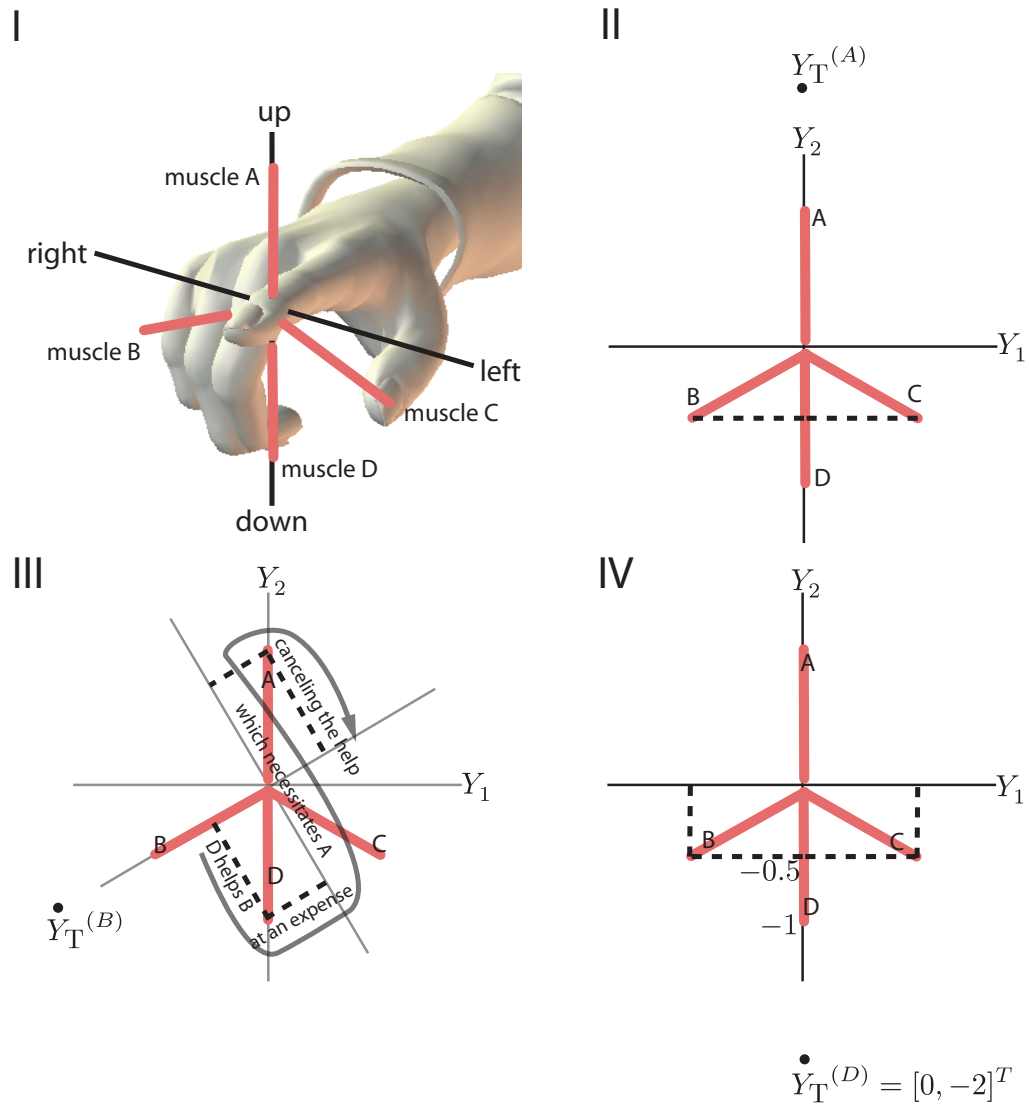 I
up
muscle A
right
muscle B
left
muscle C
muscle D
down
II
Y_T^(A)
Y_2
A
Y_1
B
C
D
III
Y_2
A
canceling the help
which necessitates A
Y_1
B
C
D helps B
D
at an expense
Y_T^(B)
IV
Y_2
A
Y_1
B
C
−0.5
D
−1
Y_T^(D) = [0, −2]^T